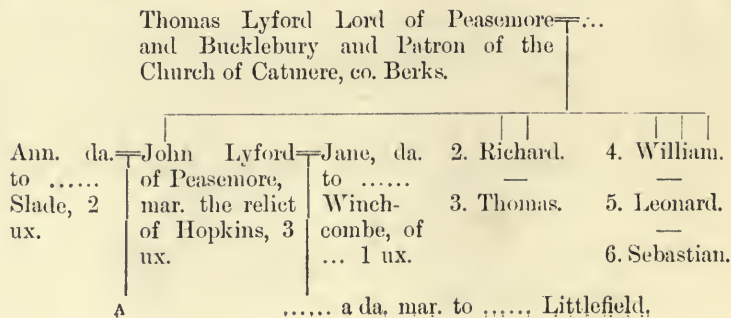 Thomas Lyford Lord of Peasemore=∴..
and Bucklebury and Patron of the
Church of Catmere, co. Berks.
Ann. da.
to ......
Slade, 2
ux.
=John Lyford=
of Peasemore,
mar. the relict
of Hopkins, 3
ux.
Jane, da.
to ......
Winch-
combe, of
... 1 ux.
2. Richard.
—
3. Thomas.
4. William.
—
5. Leonard.
—
6. Sebastian.
A
...... a da. mar. to ...... Littlefield.